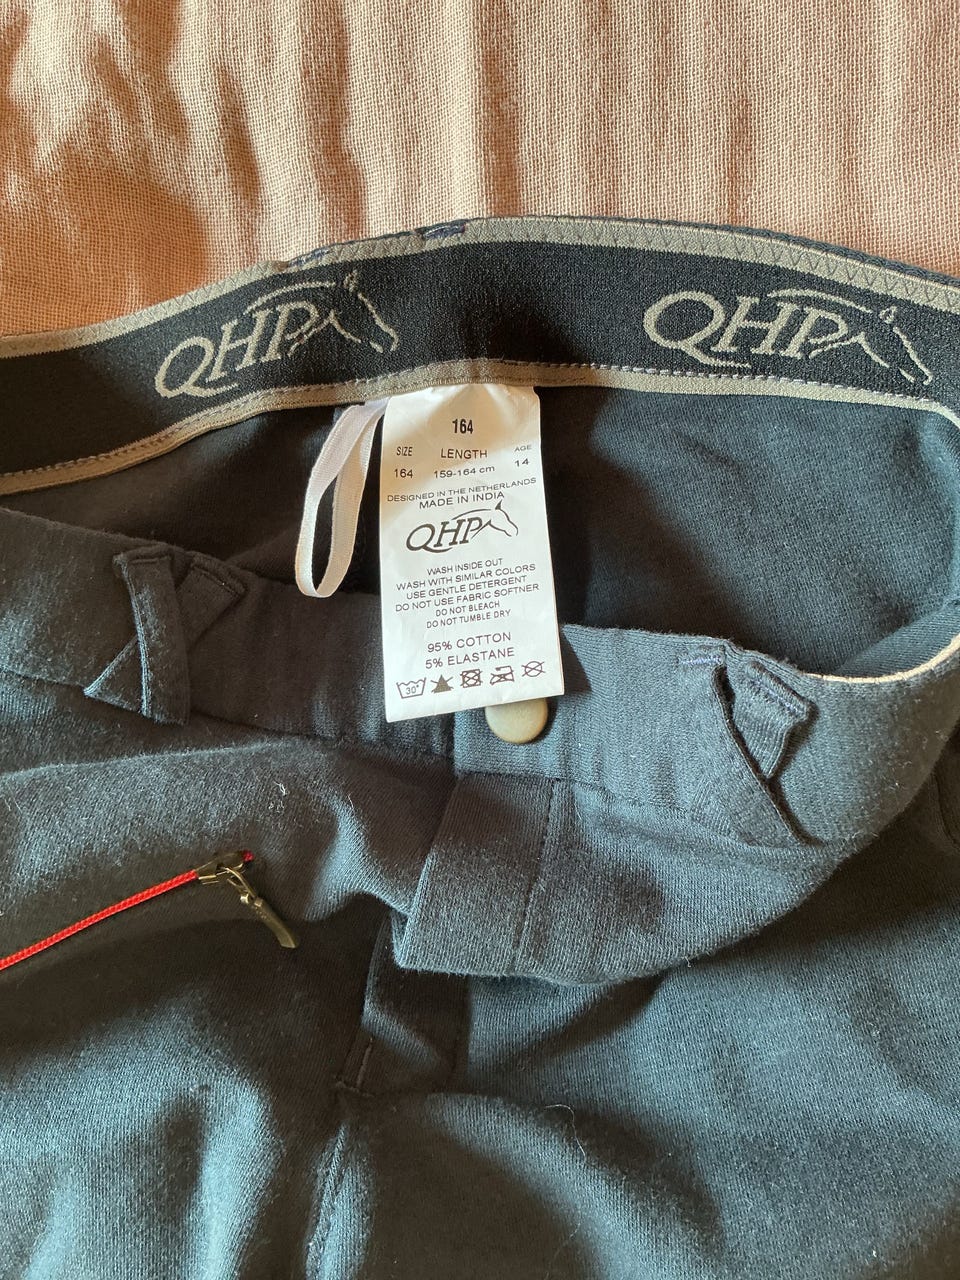 QHP
QHP
164
SIZE LENGTH AGE
164 159-164 cm 14
DESIGNED IN THE NETHERLANDS
MADE IN INDIA
QHP
WASH INSIDE OUT
WASH WITH SIMILAR COLORS
USE GENTLE DETERGENT
DO NOT USE FABRIC SOFTNER
DO NOT BLEACH
DO NOT TUMBLE DRY
95% COTTON
5% ELASTANE
30°